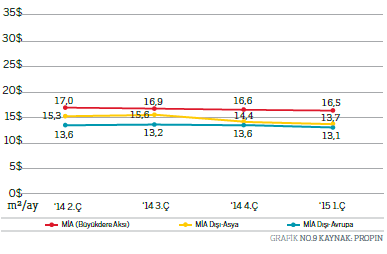 35$
30$
25$
20$
17,0 16,9 16,6 16,5
15$
15,3 15,6 14,4 13,7
13,6 13,2 13,6 13,1
10$
5$
0$
m²/ay '14 2.Ç '14 3.Ç '14 4.Ç '15 1.Ç
MİA (Büyükdere Aksı) MİA Dışı-Asya MİA Dışı-Avrupa
GRAFİK NO.9 KAYNAK: PROPIN